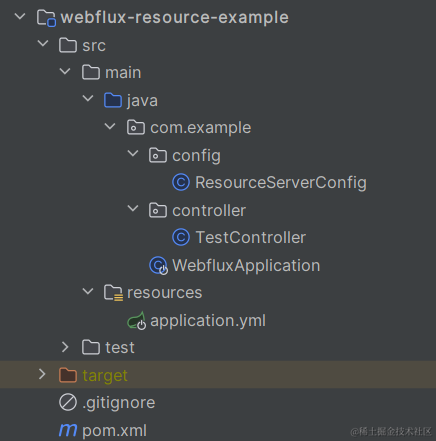 webflux-resource-example
src
main
java
com.example
config
ResourceServerConfig
controller
TestController
WebfluxApplication
resources
application.yml
test
target
.gitignore
pom.xml
@稀土掘金技术社区